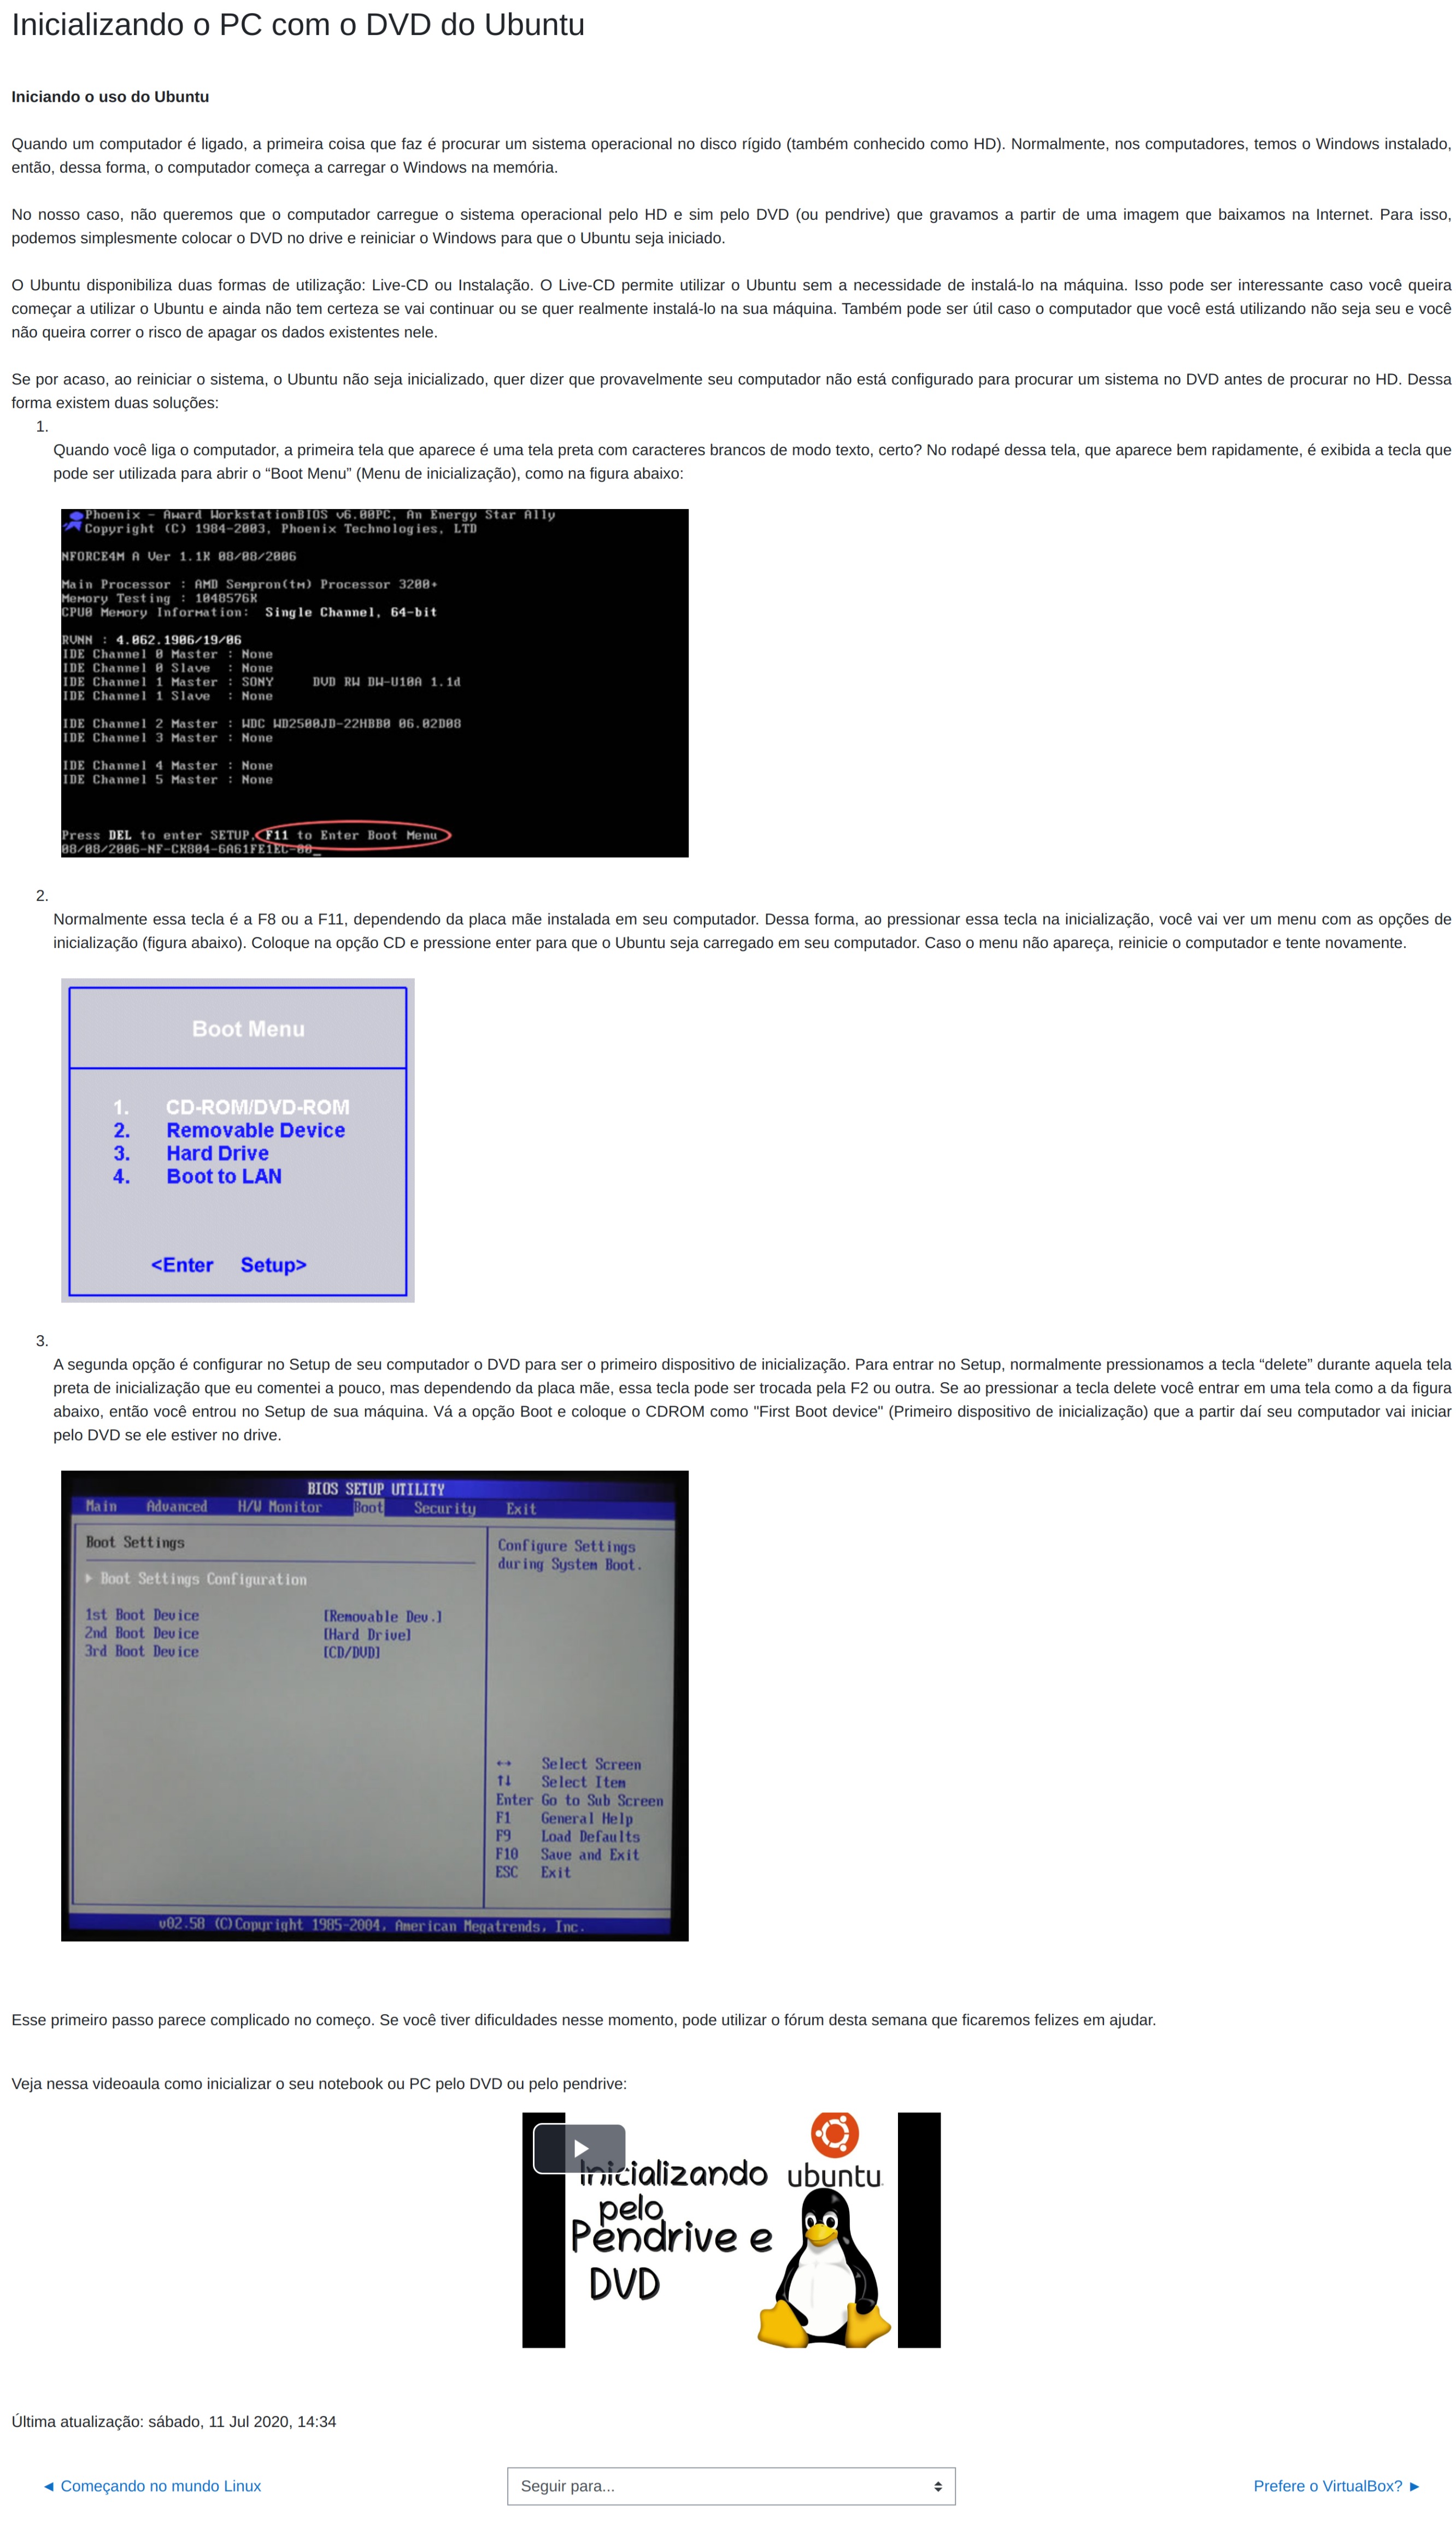 Inicializando o PC com o DVD do Ubuntu
Iniciando o uso do Ubuntu
Quando um computador é ligado, a primeira coisa que faz é procurar um sistema operacional no disco rígido (também conhecido como HD). Normalmente, nos computadores, temos o Windows instalado,
então, dessa forma, o computador começa a carregar o Windows na memória.
No nosso caso, não queremos que o computador carregue o sistema operacional pelo HD e sim pelo DVD (ou pendrive) que gravamos a partir de uma imagem que baixamos na Internet. Para isso,
podemos simplesmente colocar o DVD no drive e reiniciar o Windows para que o Ubuntu seja iniciado.
O Ubuntu disponibiliza duas formas de utilização: Live-CD ou Instalação. O Live-CD permite utilizar o Ubuntu sem a necessidade de instalá-lo na máquina. Isso pode ser interessante caso você queira
começar a utilizar o Ubuntu e ainda não tem certeza se vai continuar ou se quer realmente instalá-lo na sua máquina. Também pode ser útil caso o computador que você está utilizando não seja seu e você
não queira correr o risco de apagar os dados existentes nele.
Se por acaso, ao reiniciar o sistema, o Ubuntu não seja inicializado, quer dizer que provavelmente seu computador não está configurado para procurar um sistema no DVD antes de procurar no HD. Dessa
forma existem duas soluções:
1.
Quando você liga o computador, a primeira tela que aparece é uma tela preta com caracteres brancos de modo texto, certo? No rodapé dessa tela, que aparece bem rapidamente, é exibida a tecla que
pode ser utilizada para abrir o “Boot Menu” (Menu de inicialização), como na figura abaixo:
Phoenix - Award WorkstationBIOS v6.00PC, An Energy Star Ally
Copyright (C) 1984-2003, Phoenix Technologies, LTD
NFORCE4M A Ver 1.1K 08/08/2006
Main Processor : AMD Sempron(tm) Processor 3200+
Memory Testing : 1048576K
CPU0 Memory Information: Single Channel, 64-bit
RVNN : 4.062.1906/19/06
IDE Channel 0 Master : None
IDE Channel 0 Slave : None
IDE Channel 1 Master : SONY DVD RW DW-U10A 1.1d
IDE Channel 1 Slave : None
IDE Channel 2 Master : WDC WD2500JD-22HBB0 06.02D08
IDE Channel 3 Master : None
IDE Channel 4 Master : None
IDE Channel 5 Master : None
Press DEL to enter SETUP, F11 to Enter Boot Menu
08/08/2006-NF-CK804-6A61FE1EC-00_
2.
Normalmente essa tecla é a F8 ou a F11, dependendo da placa mãe instalada em seu computador. Dessa forma, ao pressionar essa tecla na inicialização, você vai ver um menu com as opções de
inicialização (figura abaixo). Coloque na opção CD e pressione enter para que o Ubuntu seja carregado em seu computador. Caso o menu não apareça, reinicie o computador e tente novamente.
Boot Menu
1. CD-ROM/DVD-ROM
2. Removable Device
3. Hard Drive
4. Boot to LAN
<Enter Setup>
3.
A segunda opção é configurar no Setup de seu computador o DVD para ser o primeiro dispositivo de inicialização. Para entrar no Setup, normalmente pressionamos a tecla “delete” durante aquela tela
preta de inicialização que eu comentei a pouco, mas dependendo da placa mãe, essa tecla pode ser trocada pela F2 ou outra. Se ao pressionar a tecla delete você entrar em uma tela como a da figura
abaixo, então você entrou no Setup de sua máquina. Vá a opção Boot e coloque o CDROM como "First Boot device" (Primeiro dispositivo de inicialização) que a partir daí seu computador vai iniciar
pelo DVD se ele estiver no drive.
BIOS SETUP UTILITY
Main Advanced H/W Monitor Boot Security Exit
Boot Settings
Configure Settings
during System Boot.
Boot Settings Configuration
1st Boot Device [Removable Dev.]
2nd Boot Device [Hard Drive]
3rd Boot Device [CD/DVD]
↔ Select Screen
↑↓ Select Item
Enter Go to Sub Screen
F1 General Help
F9 Load Defaults
F10 Save and Exit
ESC Exit
v02.58 (C)Copyright 1985-2004, American Megatrends, Inc.
Esse primeiro passo parece complicado no começo. Se você tiver dificuldades nesse momento, pode utilizar o fórum desta semana que ficaremos felizes em ajudar.
Veja nessa videoaula como inicializar o seu notebook ou PC pelo DVD ou pelo pendrive:
Inicializando
pelo
Pendrive e
DVD
ubuntu
Última atualização: sábado, 11 Jul 2020, 14:34
◄ Começando no mundo Linux
Seguir para...
Prefere o VirtualBox? ►